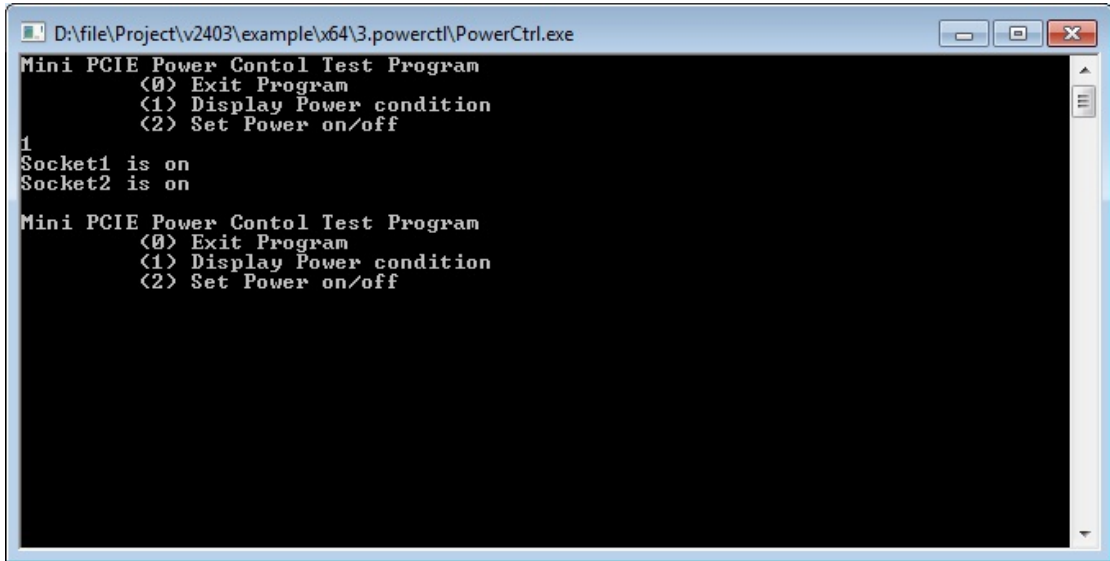 D:\file\Project\v2403\example\x64\3.powerctl\PowerCtrl.exe
Mini PCIE Power Contol Test Program
(0) Exit Program
(1) Display Power condition
(2) Set Power on/off
1
Socket1 is on
Socket2 is on
Mini PCIE Power Contol Test Program
(0) Exit Program
(1) Display Power condition
(2) Set Power on/off